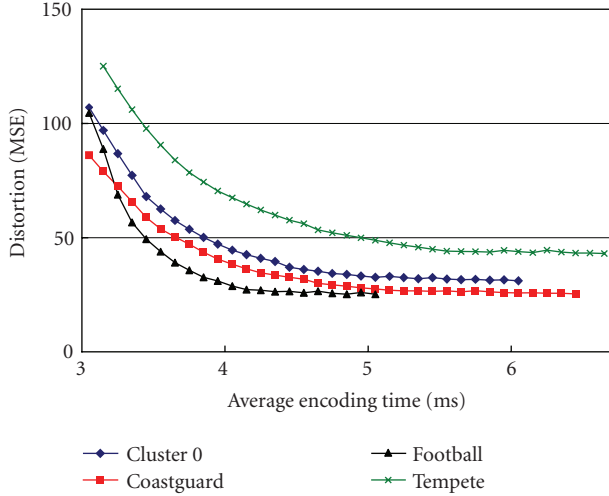 150
100
50
0
Distortion (MSE)
3 4 5 6
Average encoding time (ms)
Cluster 0 Football
Coastguard Tempete